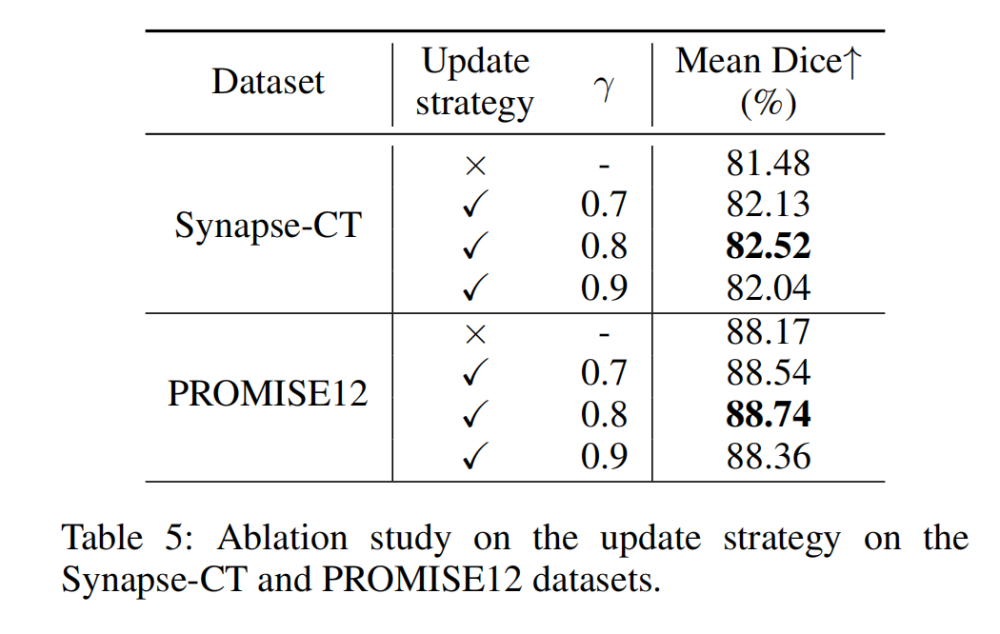 Dataset Update strategy γ Mean Dice↑ (%)
Synapse-CT × - 81.48
✓ 0.7 82.13
✓ 0.8 82.52
✓ 0.9 82.04
PROMISE12 × - 88.17
✓ 0.7 88.54
✓ 0.8 88.74
✓ 0.9 88.36
Table 5: Ablation study on the update strategy on the
Synapse-CT and PROMISE12 datasets.